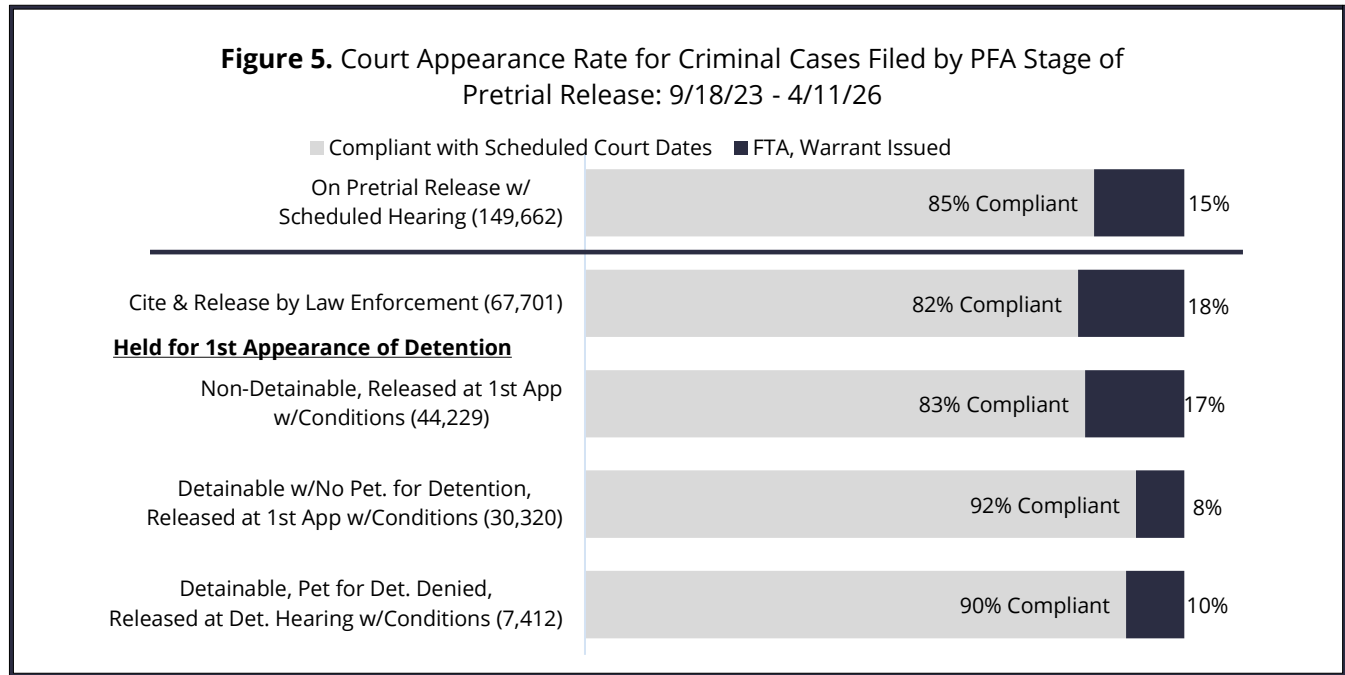 Figure 5. Court Appearance Rate for Criminal Cases Filed by PFA Stage of
Pretrial Release: 9/18/23 - 4/11/26
Compliant with Scheduled Court Dates FTA, Warrant Issued
On Pretrial Release w/
Scheduled Hearing (149,662)
85% Compliant
15%
Cite & Release by Law Enforcement (67,701)
82% Compliant
18%
Held for 1st Appearance of Detention
Non-Detainable, Released at 1st App
w/Conditions (44,229)
83% Compliant
17%
Detainable w/No Pet. for Detention,
Released at 1st App w/Conditions (30,320)
92% Compliant
8%
Detainable, Pet for Det. Denied,
Released at Det. Hearing w/Conditions (7,412)
90% Compliant
10%